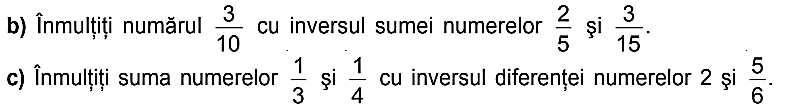 b) Înmulțiți numărul 3/10 cu inversul sumei numerelor 2/5 și 3/15.
c) Înmulțiți suma numerelor 1/3 și 1/4 cu inversul diferenței numerelor 2 și 5/6.